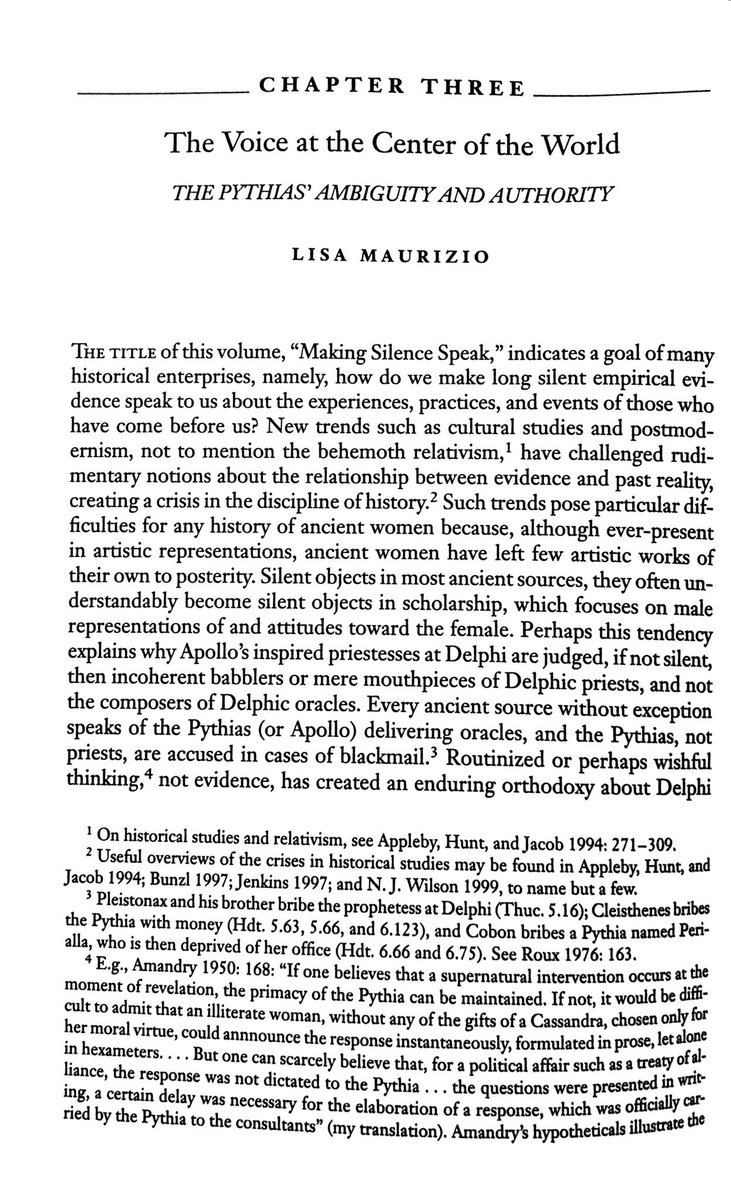 CHAPTER THREE
The Voice at the Center of the World
THE PYTHIAS' AMBIGUITY AND AUTHORITY
LISA MAURIZIO
THE TITLE of this volume, “Making Silence Speak,” indicates a goal of many
historical enterprises, namely, how do we make long silent empirical evi-
dence speak to us about the experiences, practices, and events of those who
have come before us? New trends such as cultural studies and postmod-
ernism, not to mention the behemoth relativism,¹ have challenged rudi-
mentary notions about the relationship between evidence and past reality,
creating a crisis in the discipline of history.² Such trends pose particular dif-
ficulties for any history of ancient women because, although ever-present
in artistic representations, ancient women have left few artistic works of
their own to posterity. Silent objects in most ancient sources, they often un-
derstandably become silent objects in scholarship, which focuses on male
representations of and attitudes toward the female. Perhaps this tendency
explains why Apollo’s inspired priestesses at Delphi are judged, if not silent,
then incoherent babblers or mere mouthpieces of Delphic priests, and not
the composers of Delphic oracles. Every ancient source without exception
speaks of the Pythias (or Apollo) delivering oracles, and the Pythias, not
priests, are accused in cases of blackmail.³ Routinized or perhaps wishful
thinking,⁴ not evidence, has created an enduring orthodoxy about Delphi
¹ On historical studies and relativism, see Appleby, Hunt, and Jacob 1994: 271–309.
² Useful overviews of the crises in historical studies may be found in Appleby, Hunt, and
Jacob 1994; Bunzl 1997; Jenkins 1997; and N. J. Wilson 1999, to name but a few.
³ Pleistonax and his brother bribe the prophetess at Delphi (Thuc. 5.16); Cleisthenes bribes
the Pythia with money (Hdt. 5.63, 5.66, and 6.123), and Cobon bribes a Pythia named Peri-
alla, who is then deprived of her office (Hdt. 6.66 and 6.75). See Roux 1976: 163.
⁴ E.g., Amandry 1950: 168: “If one believes that a supernatural intervention occurs at the
moment of revelation, the primacy of the Pythia can be maintained. If not, it would be diffi-
cult to admit that an illiterate woman, without any of the gifts of a Cassandra, chosen only for
her moral virtue, could annnounce the response instantaneously, formulated in prose, let alone
in hexameters. . . . But one can scarcely believe that, for a political affair such as a treaty of al-
liance, the response was not dictated to the Pythia . . . the questions were presented in writ-
ing, a certain delay was necessary for the elaboration of a response, which was officially car-
ried by the Pythia to the consultants” (my translation). Amandry’s hypotheticals illustrate the